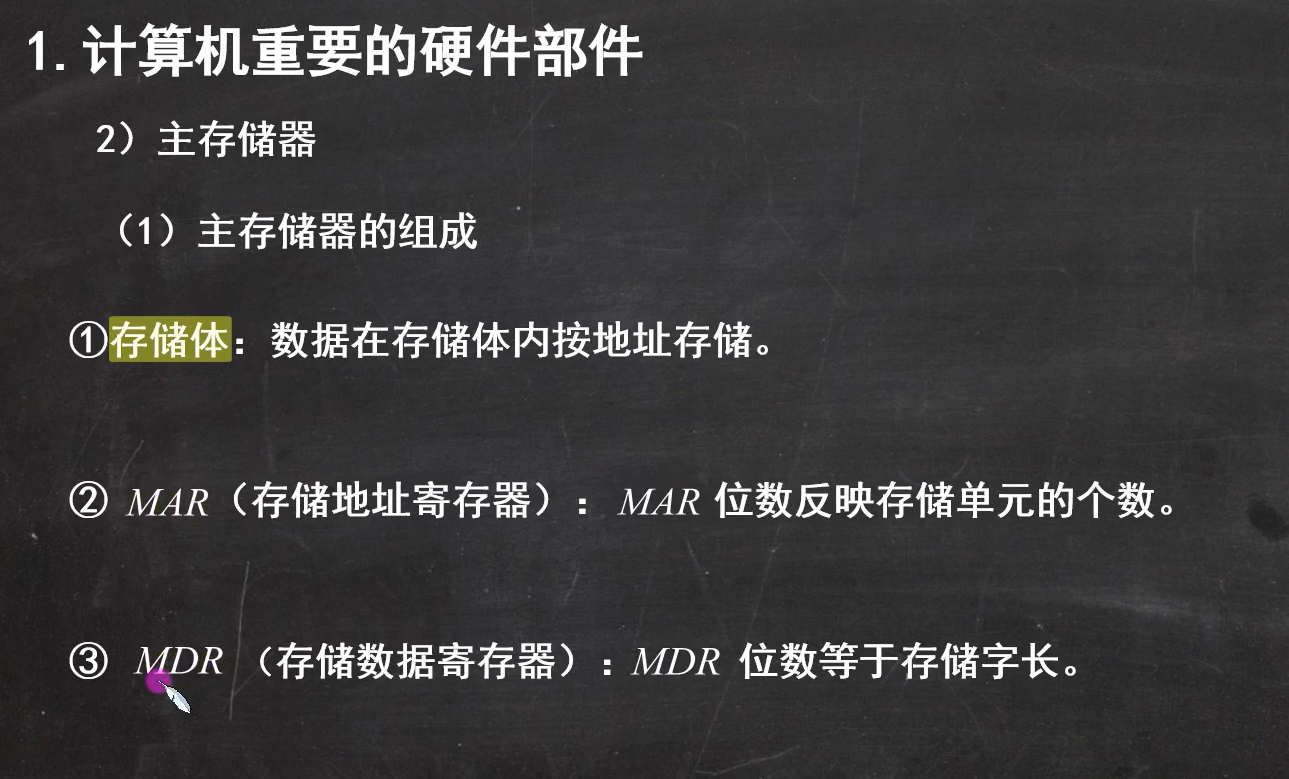 1. 计算机重要的硬件部件
2）主存储器
（1）主存储器的组成
①存储体：数据在存储体内按地址存储。
② MAR（存储地址寄存器）： MAR 位数反映存储单元的个数。
③ MDR （存储数据寄存器）：MDR 位数等于存储字长。